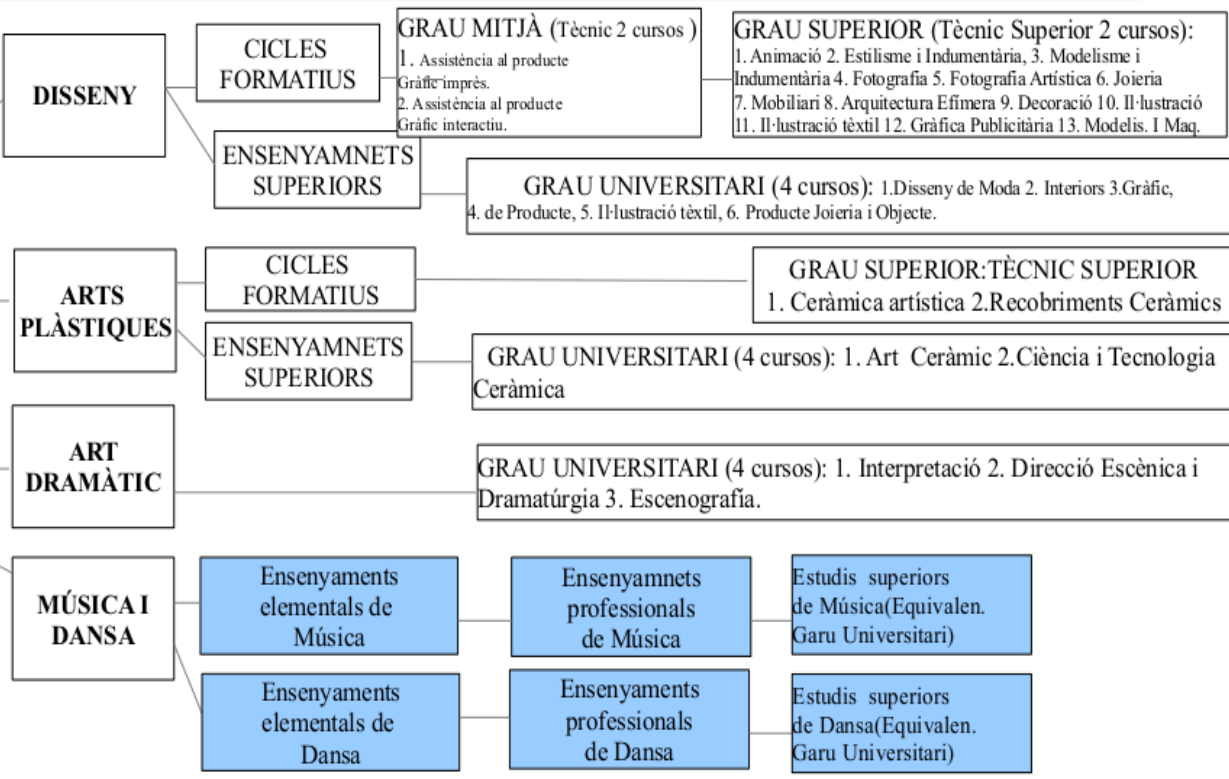 DISSENY
CICLES
FORMATIUS
GRAU MITJÀ (Tècnic 2 cursos )
1. Assistència al producte
Gràfic imprès.
2. Assistència al producte
Gràfic interactiu.
GRAU SUPERIOR (Tècnic Superior 2 cursos):
1. Animació 2. Estilisme i Indumentària, 3. Modelisme i
Indumentària 4. Fotografia 5. Fotografia Artística 6. Joieria
7. Mobiliari 8. Arquitectura Efímera 9. Decoració 10. Il·lustració
11. Il·lustració tèxtil 12. Gràfica Publicitària 13. Modelis. I Maq.
ENSENYAMNETS
SUPERIORS
GRAU UNIVERSITARI (4 cursos): 1.Disseny de Moda 2. Interiors 3.Gràfic,
4. de Producte, 5. Il·lustració tèxtil, 6. Producte Joieria i Objecte.
ARTS
PLÀSTIQUES
CICLES
FORMATIUS
GRAU SUPERIOR:TÈCNIC SUPERIOR
1. Ceràmica artística 2.Recobriments Ceràmics
ENSENYAMNETS
SUPERIORS
GRAU UNIVERSITARI (4 cursos): 1. Art Ceràmic 2.Ciència i Tecnologia
Ceràmica
ART
DRAMÀTIC
GRAU UNIVERSITARI (4 cursos): 1. Interpretació 2. Direcció Escènica i
Dramatúrgia 3. Escenografía.
MÚSICA I
DANSA
Ensenyaments
elementals de
Música
Ensenyamnets
professionals
de Música
Estudis superiors
de Música(Equivalen.
Garu Universitari)
Ensenyaments
elementals de
Dansa
Ensenyaments
professionals
de Dansa
Estudis superiors
de Dansa(Equivalen.
Garu Universitari)